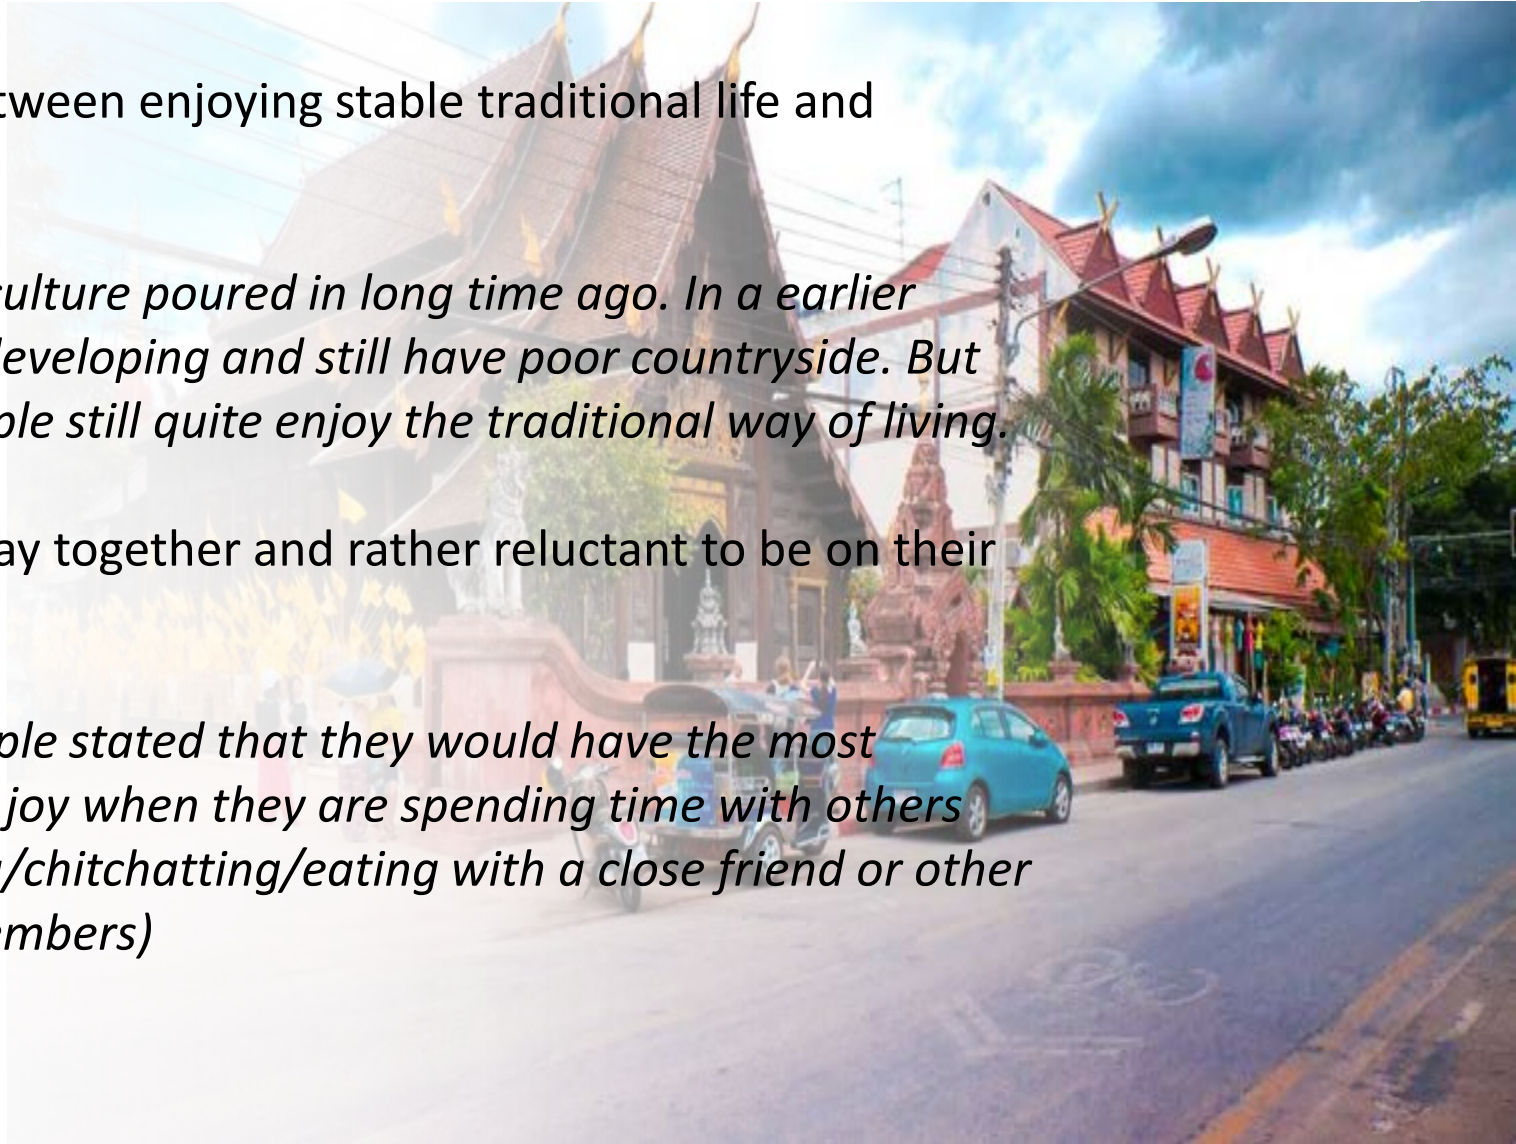 tween enjoying stable traditional life and
culture poured in long time ago. In a earlier
developing and still have poor countryside. But
ple still quite enjoy the traditional way of living.
ay together and rather reluctant to be on their
ple stated that they would have the most
joy when they are spending time with others
/chitchatting/eating with a close friend or other
embers)